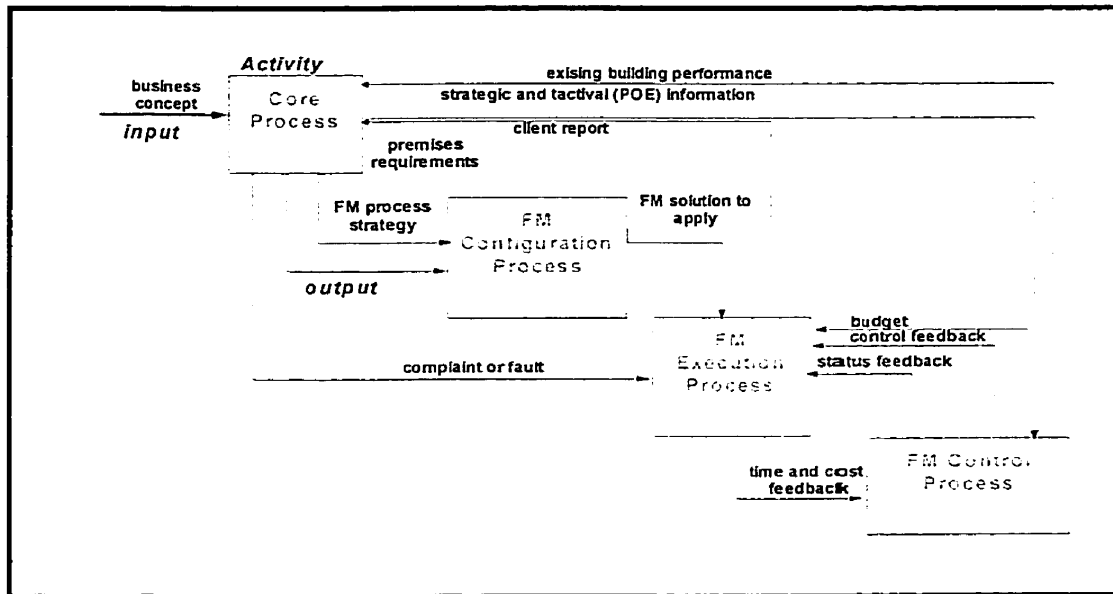 Activity
exising building performance
business
concept
Core
Process
strategic and tactival (POE) information
input
client report
premises
requirements
FM process
strategy
FM
Configuration
Process
FM solution to
apply
output
budget
control feedback
FM
Execution
Process
status feedback
complaint or fault
FM Control
Process
time and cost
feedback